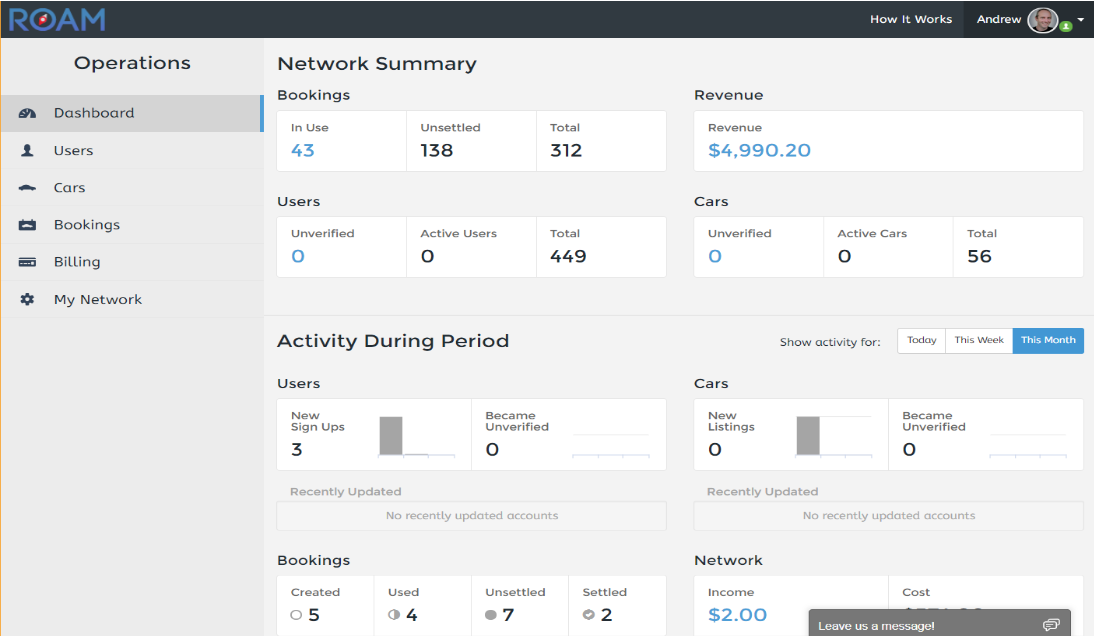 ROAM
How It Works
Andrew
Operations
Dashboard
Users
Cars
Bookings
Billing
My Network
Network Summary
Bookings
In Use
43
Unsettled
138
Total
312
Revenue
Revenue
$4,990.20
Users
Unverified
0
Active Users
0
Total
449
Cars
Unverified
0
Active Cars
0
Total
56
Activity During Period
Show activity for:
Today
This Week
This Month
Users
New
Sign Ups
3
Became
Unverified
0
Recently Updated
No recently updated accounts
Cars
New
Listings
0
Became
Unverified
0
Recently Updated
No recently updated accounts
Bookings
Created
5
Used
4
Unsettled
7
Settled
2
Network
Income
$2.00
Cost
Leave us a message!